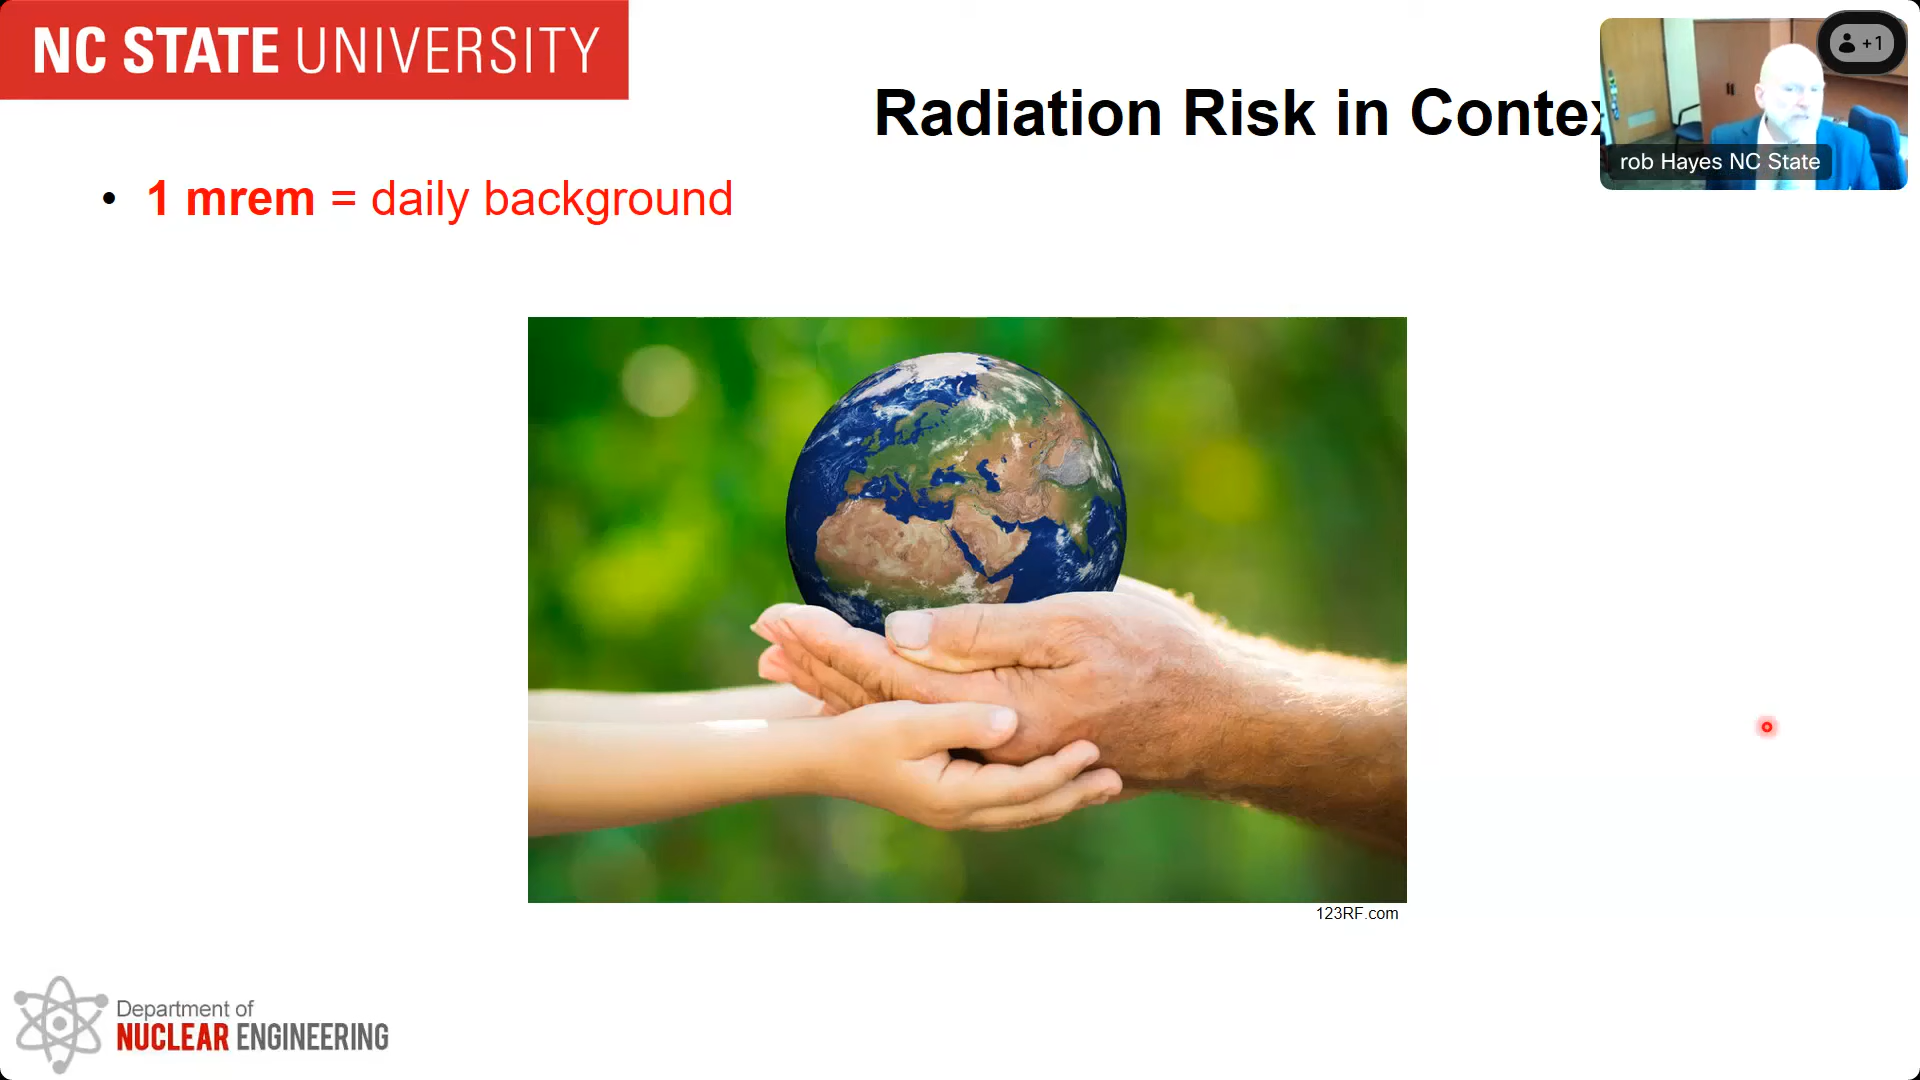 NC STATE UNIVERSITY
+1
Radiation Risk in Contex
rob Hayes NC State
• 1 mrem = daily background
123RF.com
Department of
NUCLEAR ENGINEERING